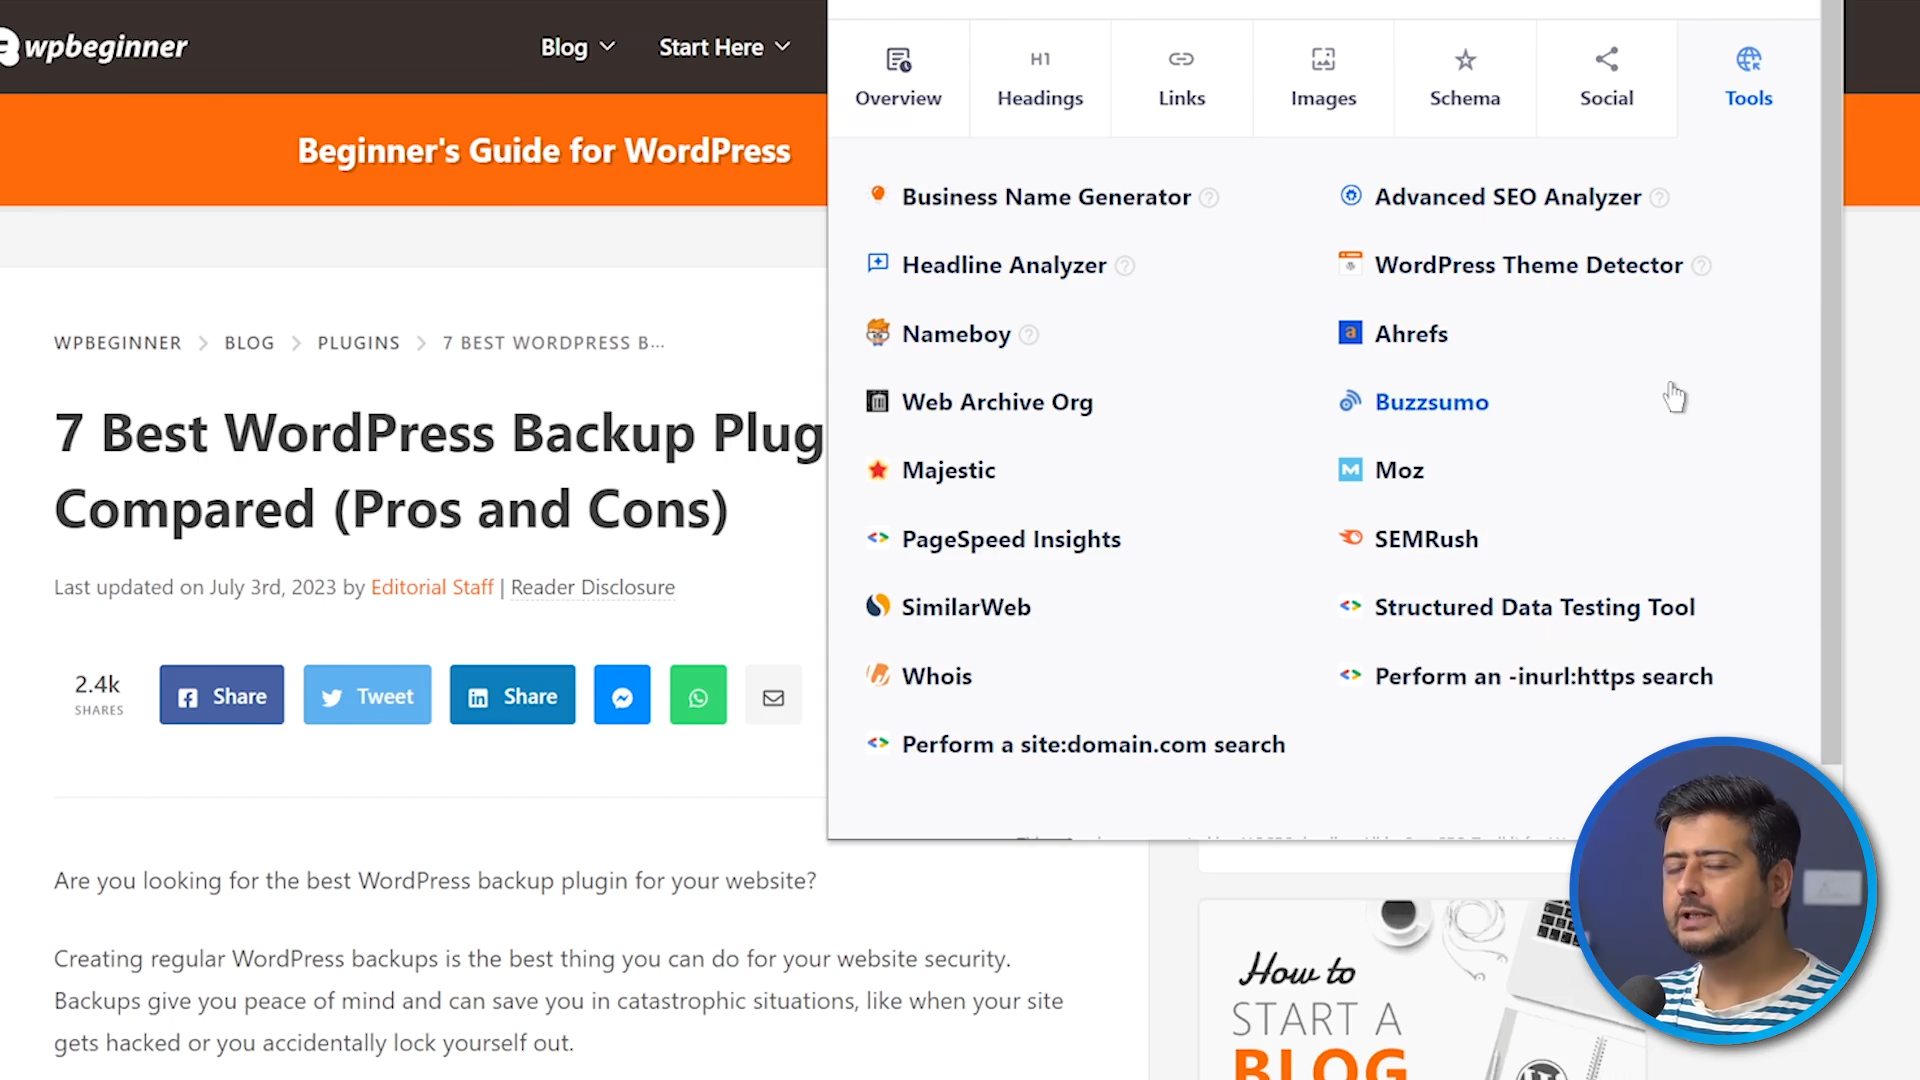 wpbeginner
Blog
Start Here
Beginner's Guide for WordPress
WPBEGINNER
BLOG
PLUGINS
7 BEST WORDPRESS B...
7 Best WordPress Backup Plug
Compared (Pros and Cons)
Last updated on July 3rd, 2023 by Editorial Staff | Reader Disclosure
2.4k
SHARES
Share
Tweet
Share
Are you looking for the best WordPress backup plugin for your website?
Creating regular WordPress backups is the best thing you can do for your website security.
Backups give you peace of mind and can save you in catastrophic situations, like when your site
gets hacked or you accidentally lock yourself out.
Overview
H1
Headings
Links
Images
Schema
Social
Tools
Business Name Generator
Advanced SEO Analyzer
Headline Analyzer
WordPress Theme Detector
Nameboy
Ahrefs
Web Archive Org
Buzzsumo
Majestic
Moz
PageSpeed Insights
SEMRush
SimilarWeb
Structured Data Testing Tool
Whois
Perform an -inurl:https search
Perform a site:domain.com search
How to
START A
BLOG